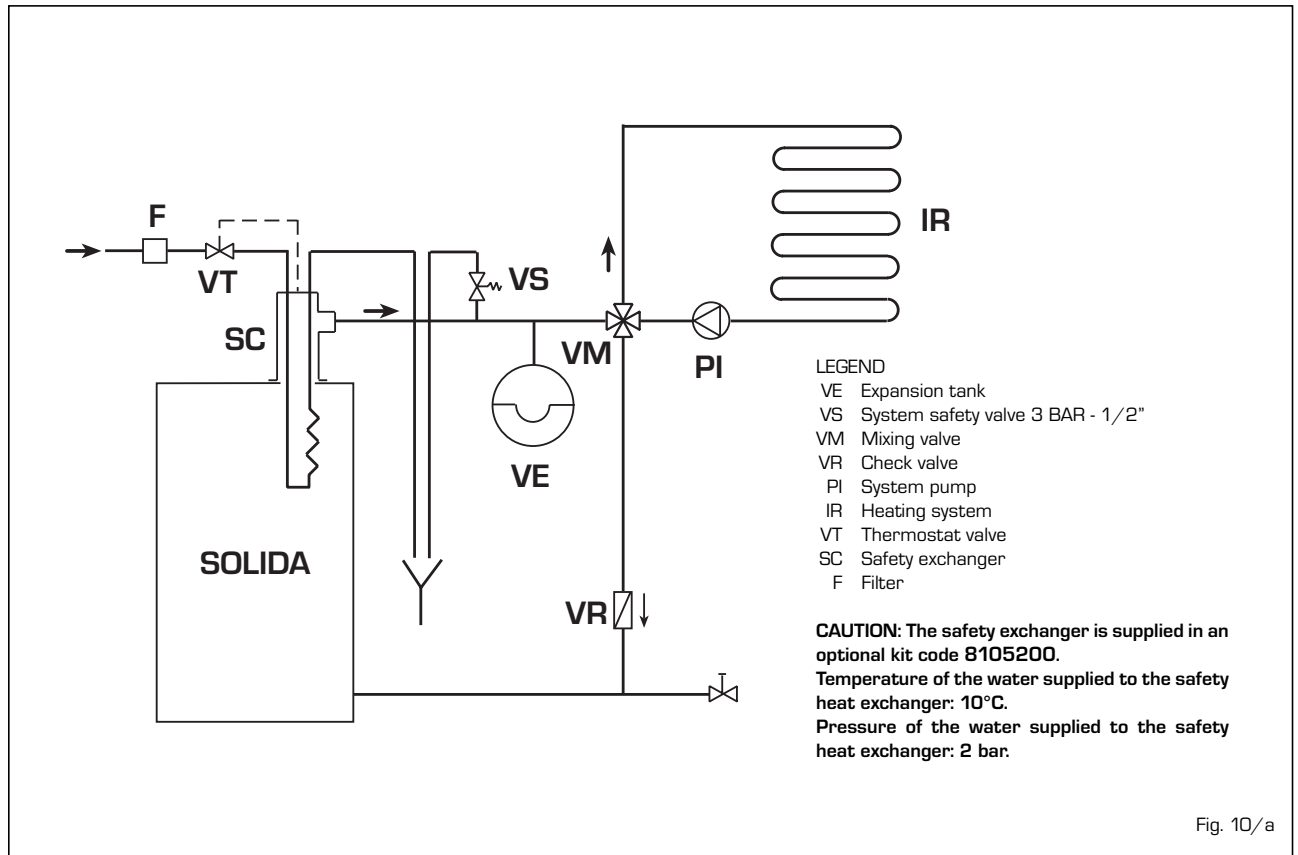 F
VT
SC
VS
VM
PI
IR
VE
SOLIDA
VR
LEGEND
VE Expansion tank
VS System safety valve 3 BAR - 1/2”
VM Mixing valve
VR Check valve
PI System pump
IR Heating system
VT Thermostat valve
SC Safety exchanger
F Filter
CAUTION: The safety exchanger is supplied in an
optional kit code 8105200.
Temperature of the water supplied to the safety
heat exchanger: 10°C.
Pressure of the water supplied to the safety
heat exchanger: 2 bar.
Fig. 10/a